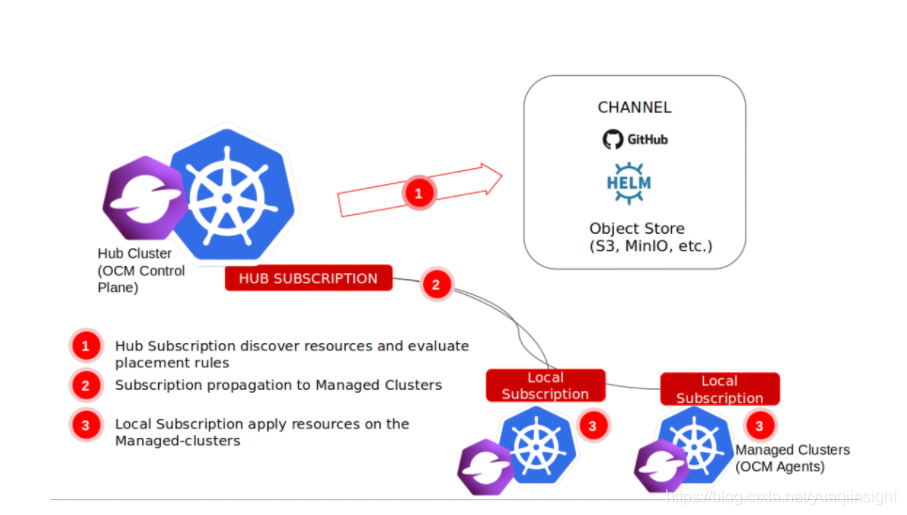 CHANNEL
GitHub
HELM
Object Store
(S3, MinIO, etc.)
1
Hub Cluster
(OCM Control
Plane)
HUB SUBSCRIPTION
2
1
Hub Subscription discover resources and evaluate
placement rules
2
Subscription propagation to Managed Clusters
3
Local Subscription apply resources on the
Managed-clusters
Local
Subscription
3
Local
Subscription
3
Managed Clusters
(OCM Agents)
https://blog.csdn.net/yunqiinsight